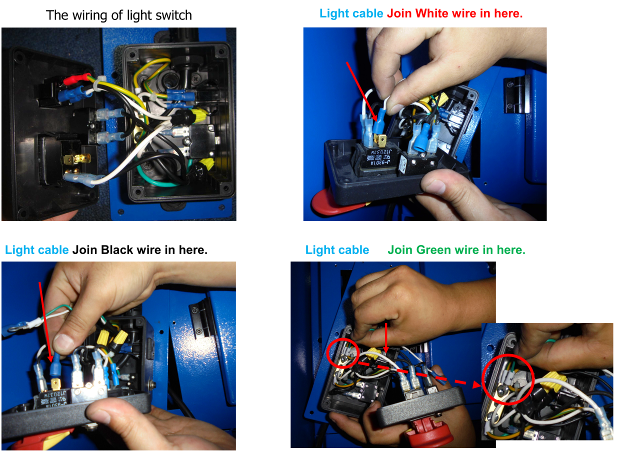 The wiring of light switch
Light cable Join White wire in here.
Light cable Join Black wire in here.
Light cable Join Green wire in here.